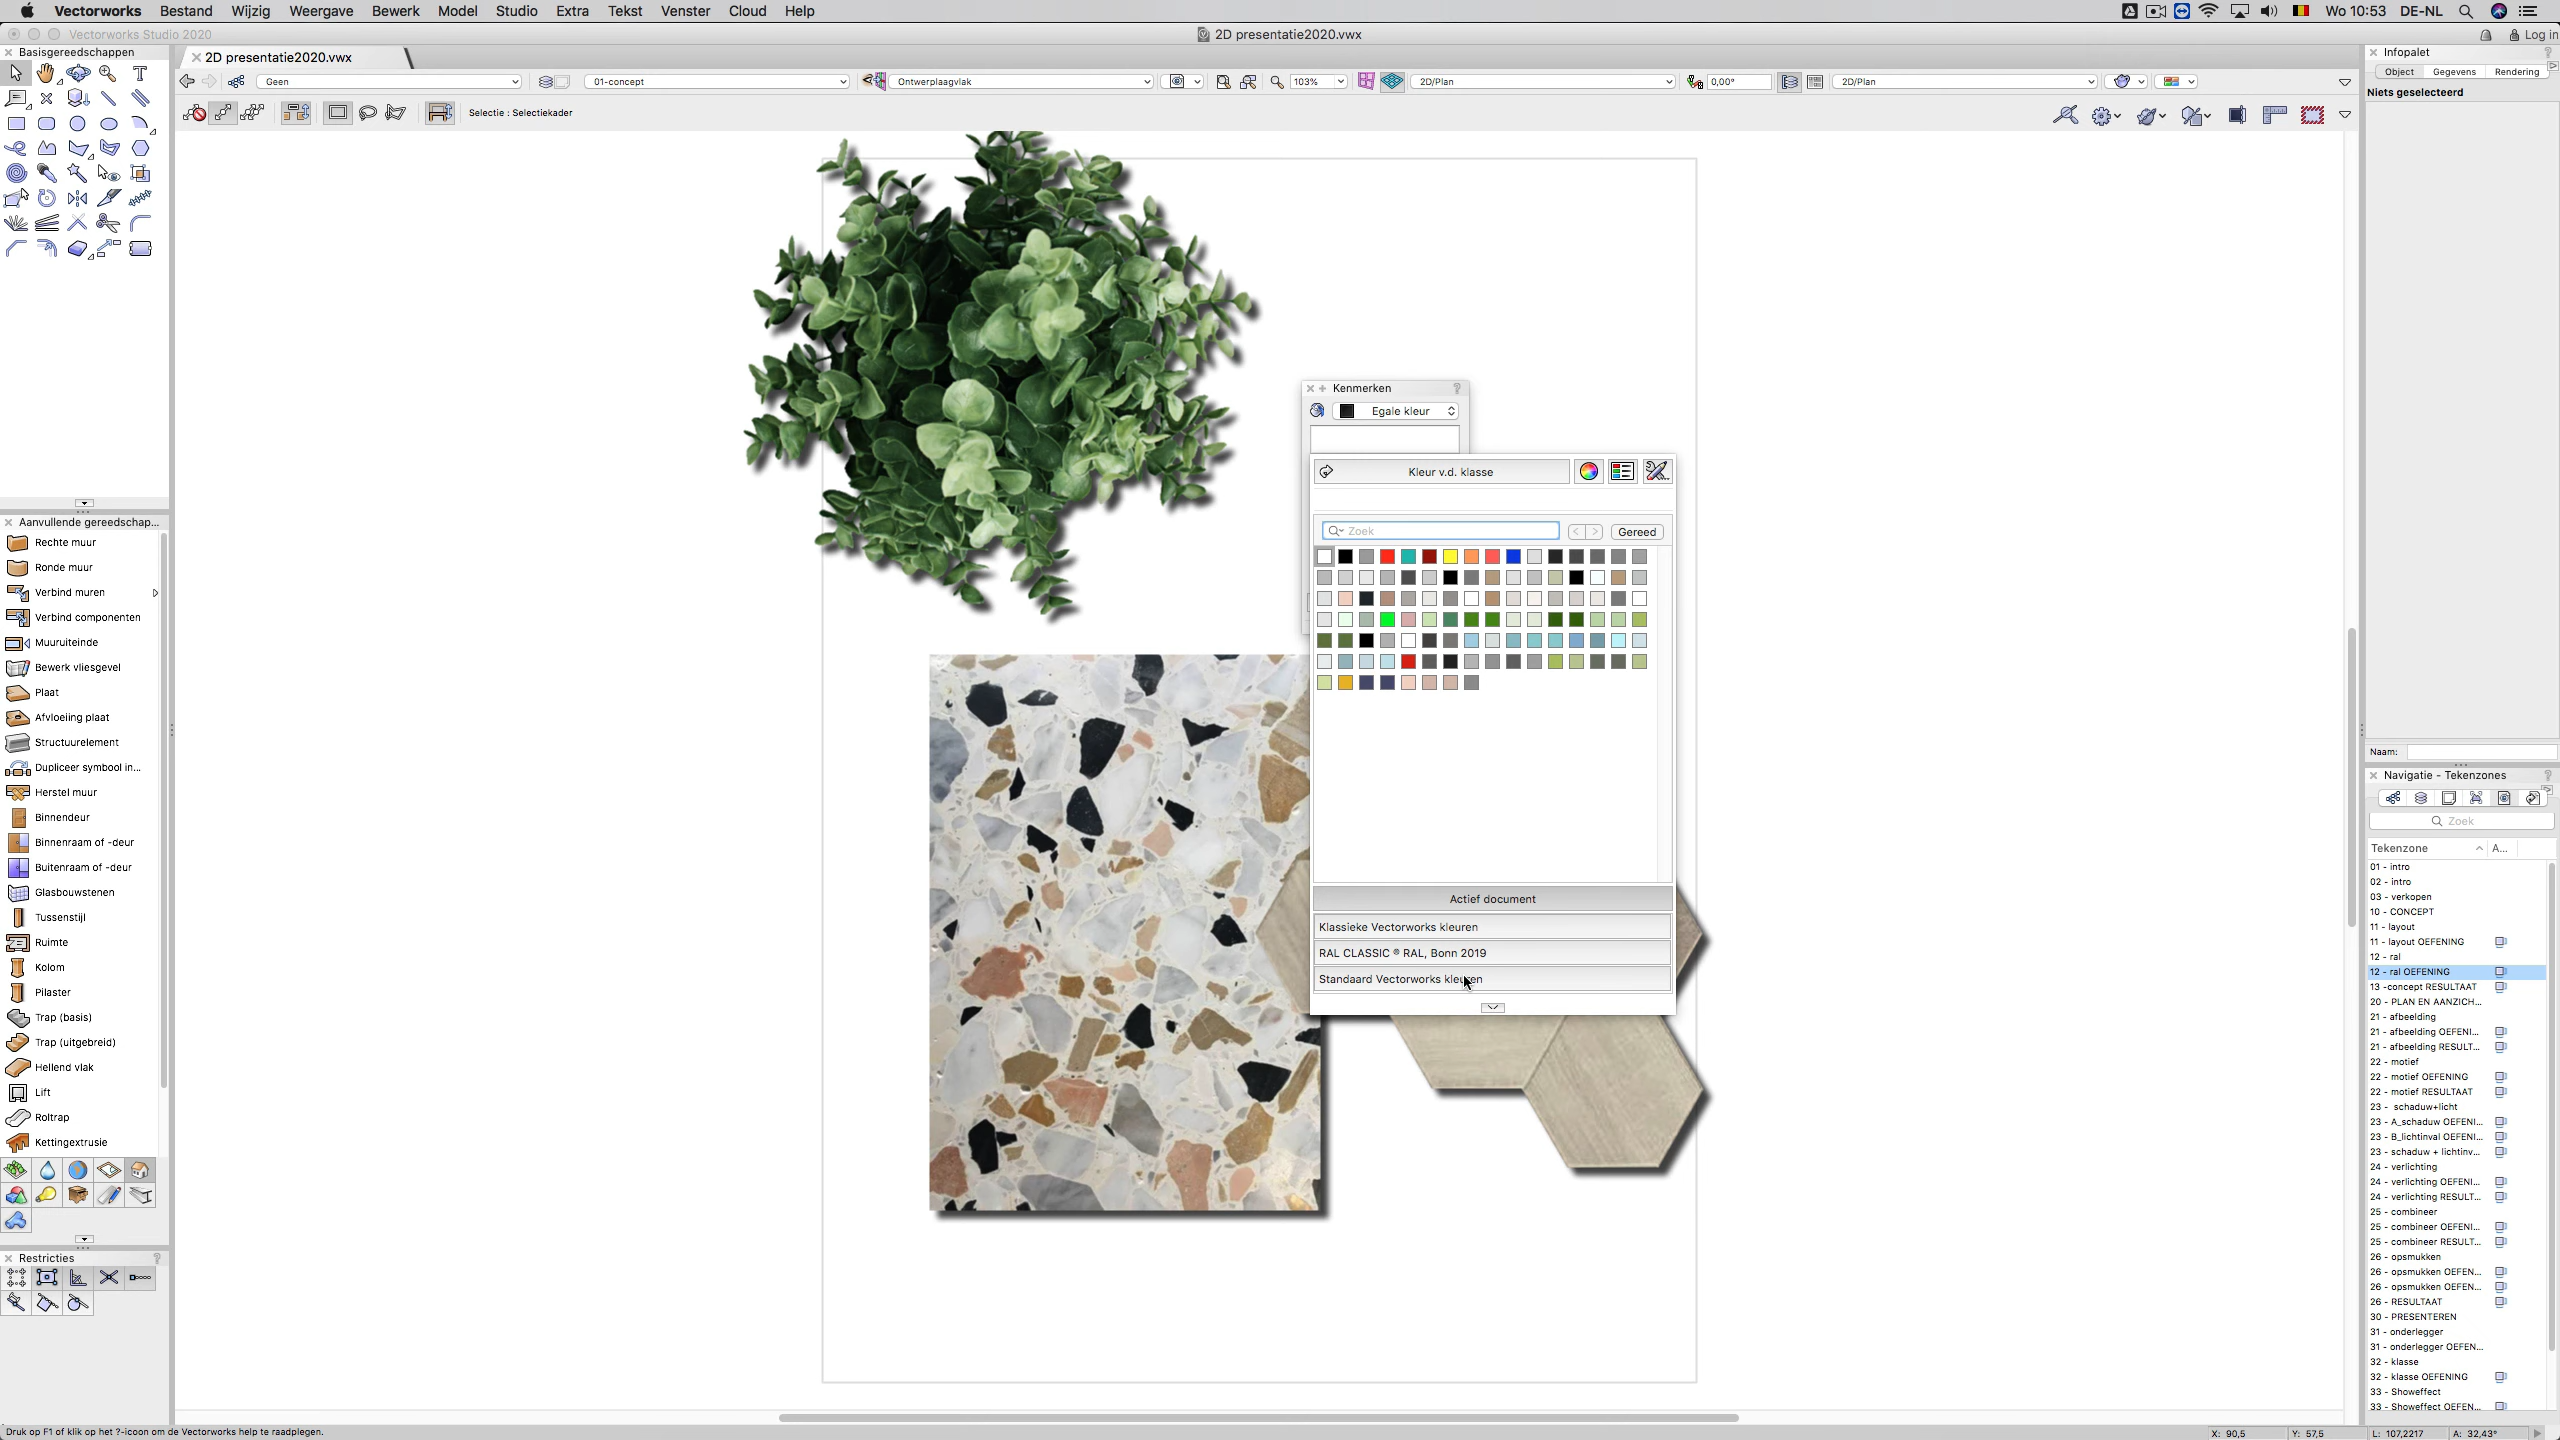 Vectorworks Bestand Wijzig Weergave Bewerk Model Studio Extra Tekst Venster Cloud Help Wo 10:53 DE-NL
Vectorworks Studio 2020 2D presentatie2020.vwx Log in
Basisgereedschappen
2D presentatie2020.vwx
Geen 01-concept Ontwerplaagvlak 103% 2D/Plan 0,00° 2D/Plan
Selectie : Selectiekader
Infopalet
Object Gegevens Rendering
Niets geselecteerd
Kenmerken
Egale kleur
Kleur v.d. klasse
Zoek Gereed
Actief document
Klassieke Vectorworks kleuren
RAL CLASSIC ® RAL, Bonn 2019
Standaard Vectorworks kleuren
Aanvullende gereedschap...
Rechte muur
Ronde muur
Verbind muren
Verbind componenten
Muuruiteinde
Bewerk vliesgevel
Plaat
Afvloeiing plaat
Structuurelement
Dupliceer symbool in...
Herstel muur
Binnendeur
Binnenraam of -deur
Buitenraam of -deur
Glasbouwstenen
Tussenstijl
Ruimte
Kolom
Pilaster
Trap (basis)
Trap (uitgebreid)
Hellend vlak
Lift
Roltrap
Kettingextrusie
Restricties
Naam:
Navigatie - Tekenzones
Zoek
Tekenzone A...
01 - intro
02 - intro
03 - verkopen
10 - CONCEPT
11 - layout
11 - layout OEFENING
12 - ral
12 - ral OEFENING
13 -concept RESULTAAT
20 - PLAN EN AANZICH...
21 - afbeelding
21 - afbeelding OEFENI...
21 - afbeelding RESULT...
22 - motief
22 - motief OEFENING
22 - motief RESULTAAT
23 - schaduw+licht
23 - A_schaduw OEFENI...
23 - B_lichtinval OEFENI...
23 - schaduw + lichtinv...
24 - verlichting
24 - verlichting OEFENI...
24 - verlichting RESULT...
25 - combineer
25 - combineer OEFENI...
25 - combineer RESULT...
26 - opsmukken
26 - opsmukken OEFEN...
26 - opsmukken OEFEN...
26 - RESULTAAT
30 - PRESENTEREN
31 - onderlegger
31 - onderlegger OEFEN...
32 - klasse
32 - klasse OEFENING
33 - Showeffect
33 - Showeffect OEFEN...
Druk op F1 of klik op het ?-icoon om de Vectorworks help te raadplegen. X: 90,5 Y: 57,5 L: 107,2217 A: 32,43°